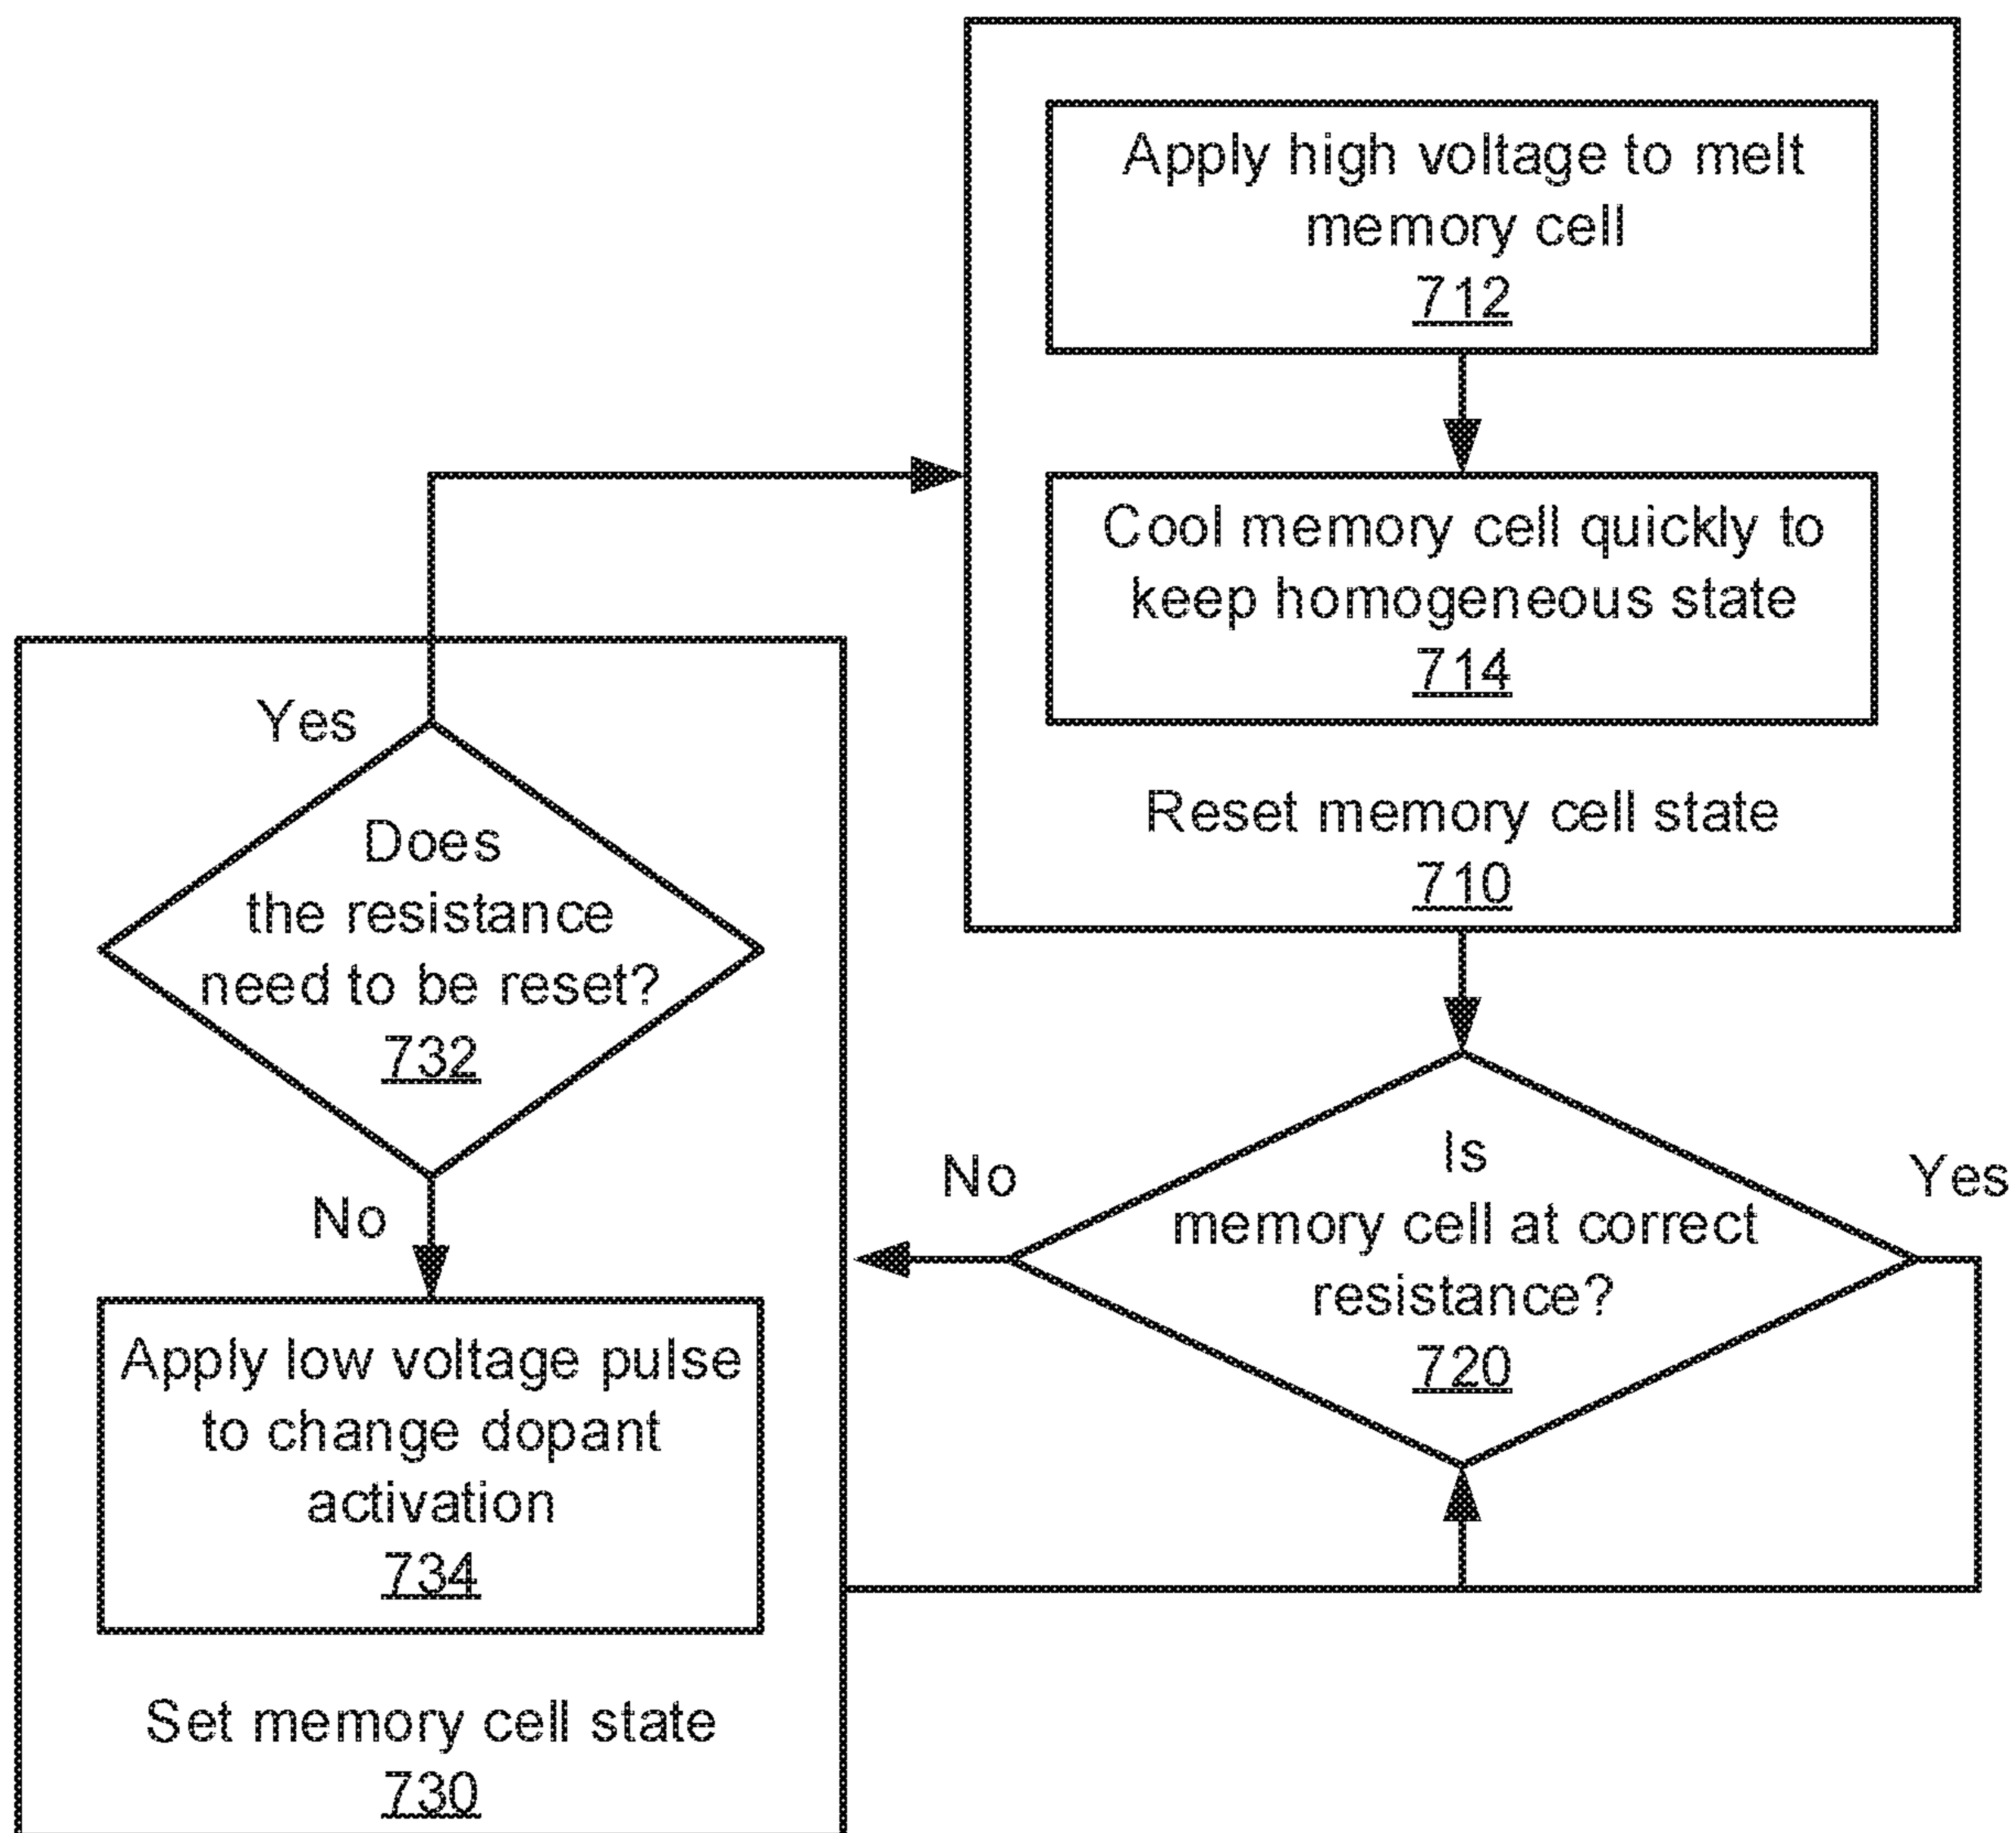 Apply high voltage to melt
memory cell
712
Cool memory cell quickly to
keep homogeneous state
714
Reset memory cell state
710
Yes
Does
the resistance
need to be reset?
732
No
Apply low voltage pulse
to change dopant
activation
734
Set memory cell state
730
No
Is
memory cell at correct
resistance?
720
Yes